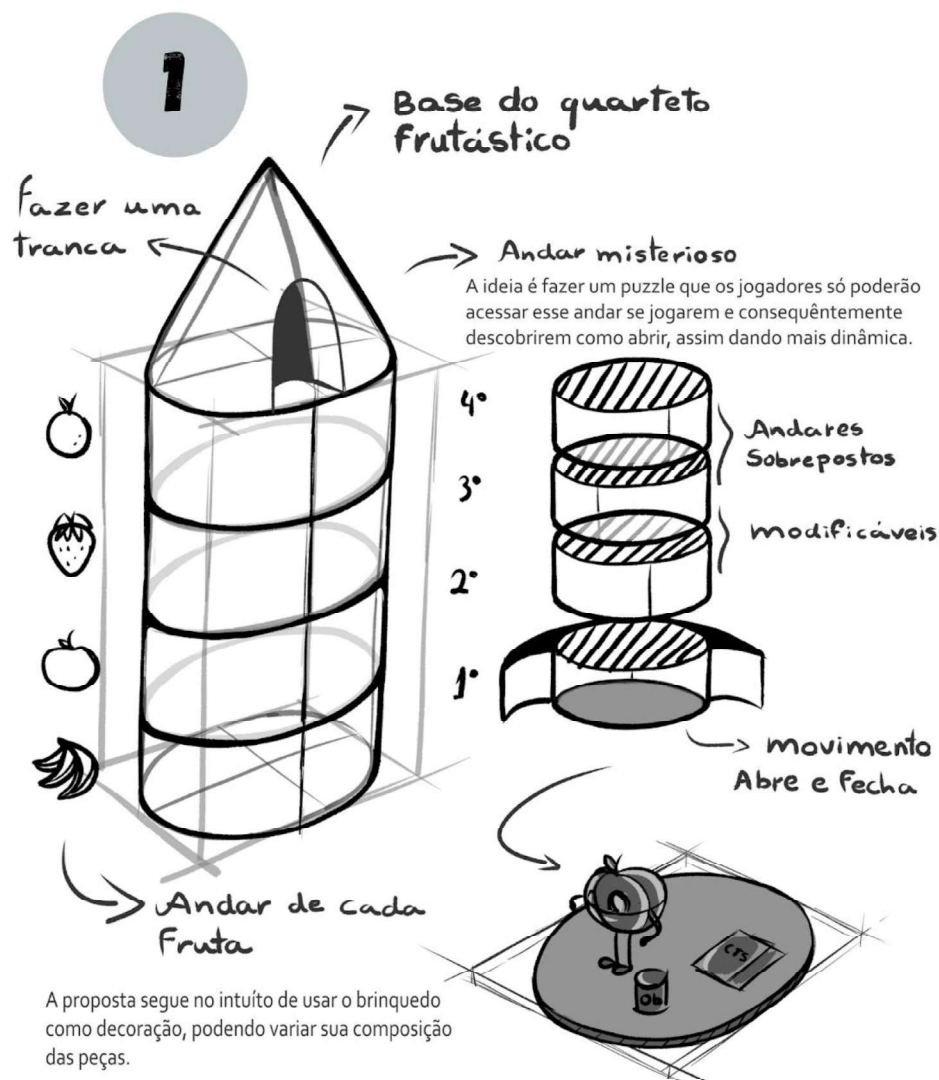 1
Base do quarteto
Frutástico
Fazer uma
tranca
Andar misterioso
A ideia é fazer um puzzle que os jogadores só poderão
acessar esse andar se jogarem e consequêntemente
descobrirem como abrir, assim dando mais dinâmica.
4°
3°
2°
1°
Andares
Sobrepostos
modificáveis
movimento
Abre e Fecha
Andar de cada
Fruta
A proposta segue no intuíto de usar o brinquedo
como decoração, podendo variar sua composição
das peças.
CTS
Obj